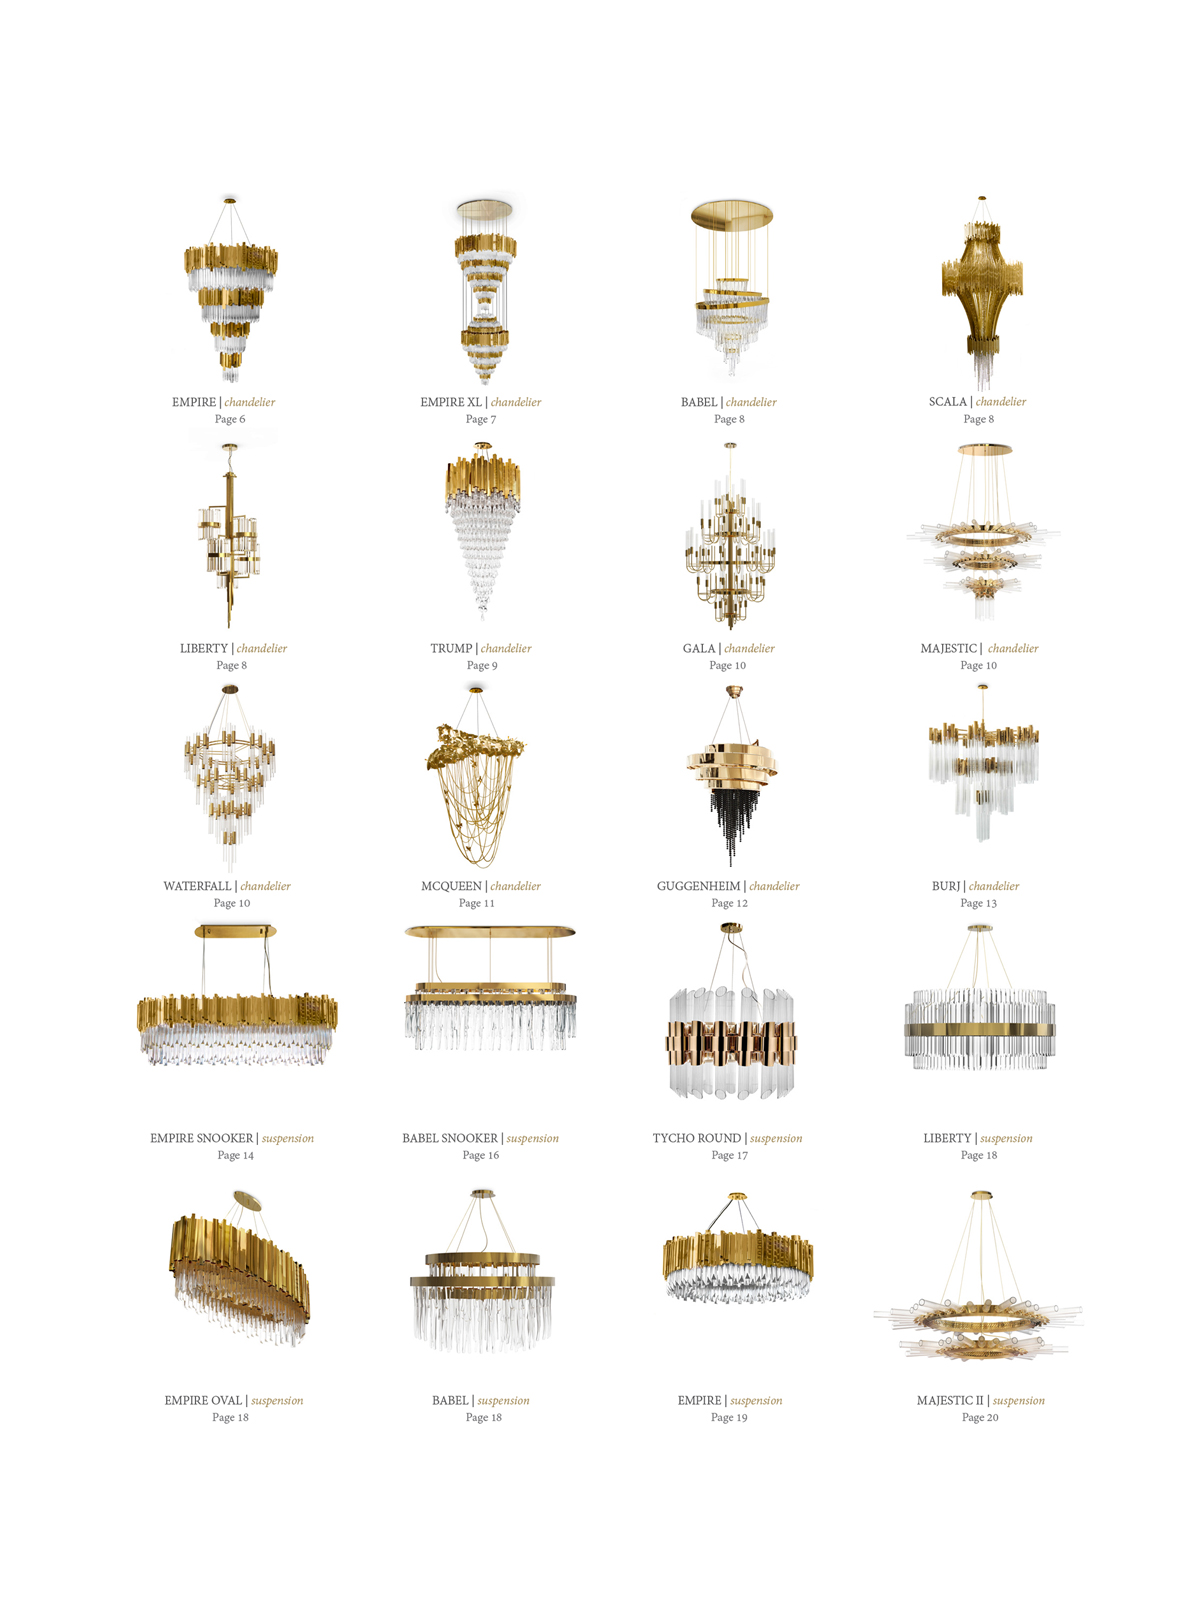 EMPIRE | chandelier
Page 6
EMPIRE XL | chandelier
Page 7
BABEL | chandelier
Page 8
SCALA | chandelier
Page 8
LIBERTY | chandelier
Page 8
TRUMP | chandelier
Page 9
GALA | chandelier
Page 10
MAJESTIC | chandelier
Page 10
WATERFALL | chandelier
Page 10
MCQUEEN | chandelier
Page 11
GUGGENHEIM | chandelier
Page 12
BURJ | chandelier
Page 13
EMPIRE SNOOKER | suspension
Page 14
BABEL SNOOKER | suspension
Page 16
TYCHO ROUND | suspension
Page 17
LIBERTY | suspension
Page 18
EMPIRE OVAL | suspension
Page 18
BABEL | suspension
Page 18
EMPIRE | suspension
Page 19
MAJESTIC II | suspension
Page 20